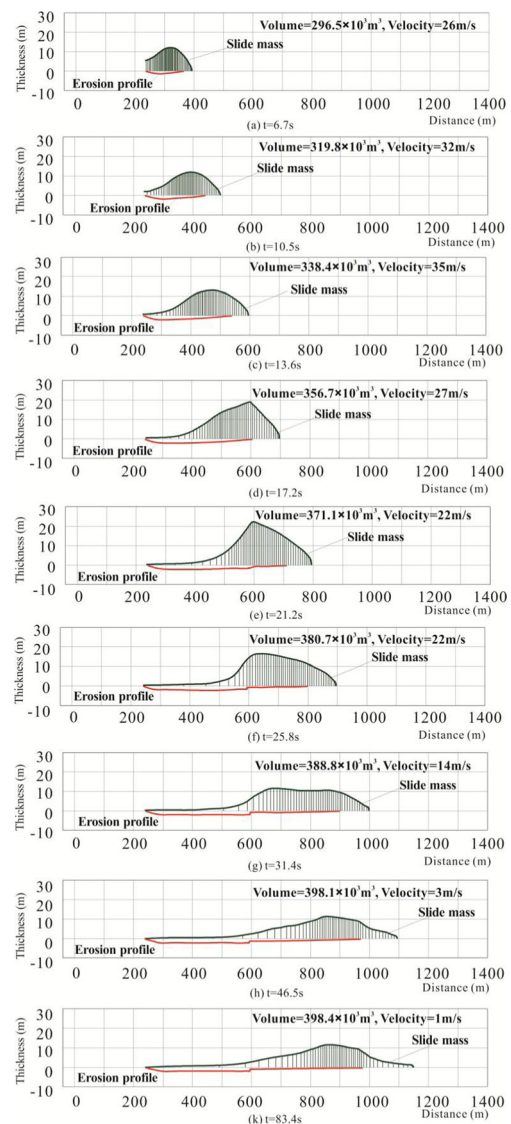 Volume=296.5×10³m³, Velocity=26m/s
Thickness (m)
30
20
10
0
-10
Slide mass
Erosion profile
0 200 400 600 800 1000 1200 1400
(a) t=6.7s
Distance (m)
Volume=319.8×10³m³, Velocity=32m/s
Thickness (m)
30
20
10
0
-10
Slide mass
Erosion profile
0 200 400 600 800 1000 1200 1400
(b) t=10.5s
Distance (m)
Volume=338.4×10³m³, Velocity=35m/s
Thickness (m)
30
20
10
0
-10
Slide mass
Erosion profile
0 200 400 600 800 1000 1200 1400
(c) t=13.6s
Distance (m)
Volume=356.7×10³m³, Velocity=27m/s
Thickness (m)
30
20
10
0
-10
Slide mass
Erosion profile
0 200 400 600 800 1000 1200 1400
(d) t=17.2s
Distance (m)
Volume=371.1×10³m³, Velocity=22m/s
Thickness (m)
30
20
10
0
-10
Slide mass
Erosion profile
0 200 400 600 800 1000 1200 1400
(e) t=21.2s
Distance (m)
Volume=380.7×10³m³, Velocity=22m/s
Thickness (m)
30
20
10
0
-10
Slide mass
Erosion profile
0 200 400 600 800 1000 1200 1400
(f) t=25.8s
Distance (m)
Volume=388.8×10³m³, Velocity=14m/s
Thickness (m)
30
20
10
0
-10
Slide mass
Erosion profile
0 200 400 600 800 1000 1200 1400
(g) t=31.4s
Distance (m)
Volume=398.1×10³m³, Velocity=3m/s
Thickness (m)
30
20
10
0
-10
Slide mass
Erosion profile
0 200 400 600 800 1000 1200 1400
(h) t=46.5s
Distance (m)
Volume=398.4×10³m³, Velocity=1m/s
Thickness (m)
30
20
10
0
-10
Slide mass
Erosion profile
0 200 400 600 800 1000 1200 1400
(k) t=83.4s
Distance (m)